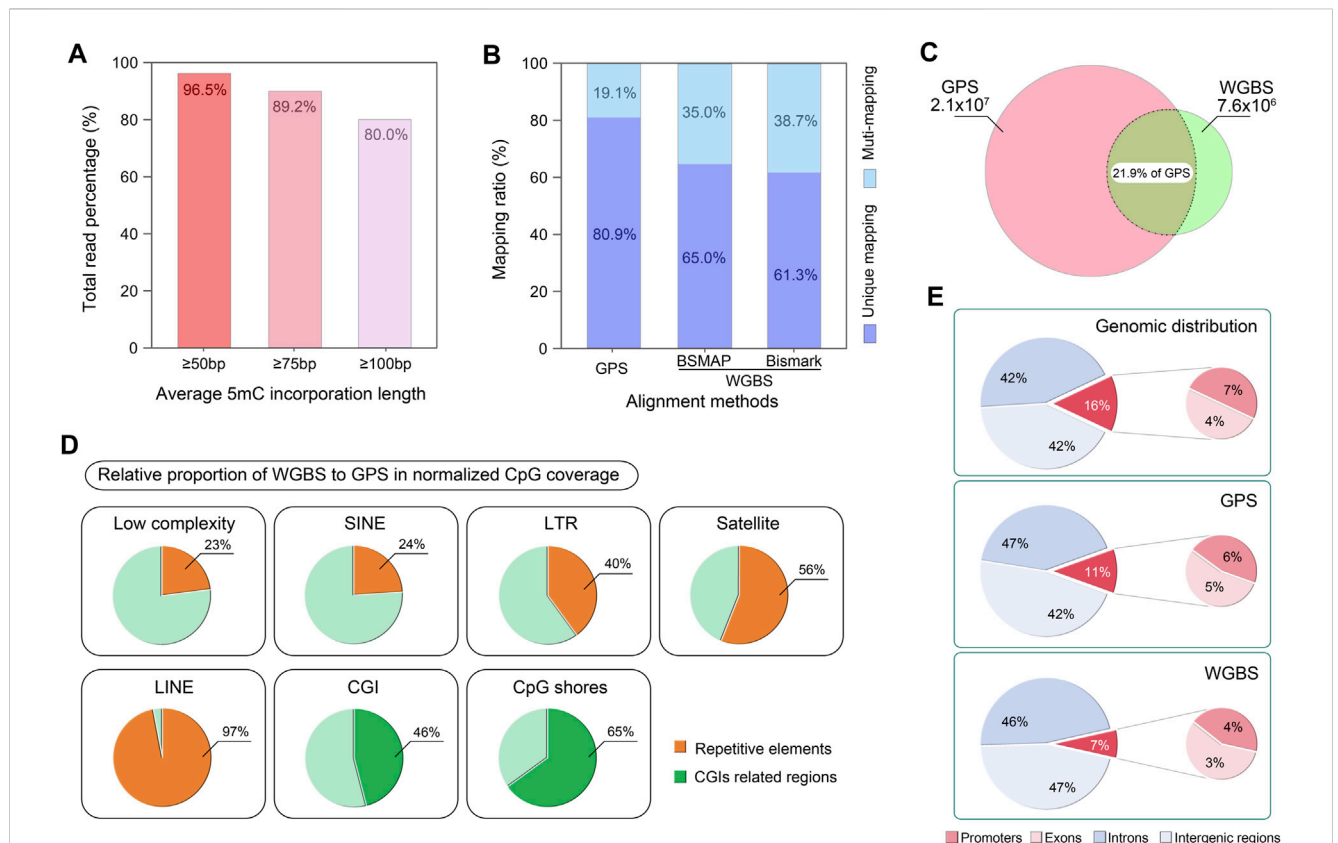 A
Total read percentage (%)
100
80
60
40
20
0
96.5%
89.2%
80.0%
≥50bp
≥75bp
≥100bp
Average 5mC incorporation length
B
Mapping ratio (%)
100
80
60
40
20
0
19.1%
35.0%
38.7%
80.9%
65.0%
61.3%
GPS
BSMAP
Bismark
WGBS
Alignment methods
Unique mapping
Muti-mapping
C
GPS
2.1x10⁷
WGBS
7.6x10⁶
21.9% of GPS
D
Relative proportion of WGBS to GPS in normalized CpG coverage
Low complexity
23%
SINE
24%
LTR
40%
Satellite
56%
LINE
97%
CGI
46%
CpG shores
65%
Repetitive elements
CGIs related regions
E
Genomic distribution
42%
16%
42%
7%
4%
GPS
47%
11%
42%
6%
5%
WGBS
46%
7%
47%
4%
3%
Promoters
Exons
Introns
Intergenic regions